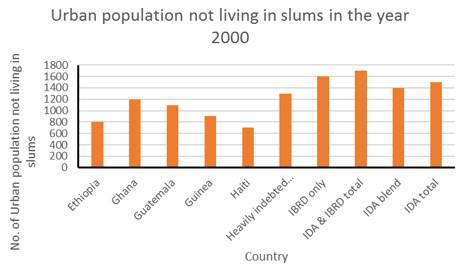 Urban population not living in slums in the year
2000
No. of Urban population not living in
slums
1800
1600
1400
1200
1000
800
600
400
200
0
Ethiopia
Ghana
Guatemala
Guinea
Haiti
Heavily indebted...
IBRD only
IDA & IBRD total
IDA blend
IDA total
Country